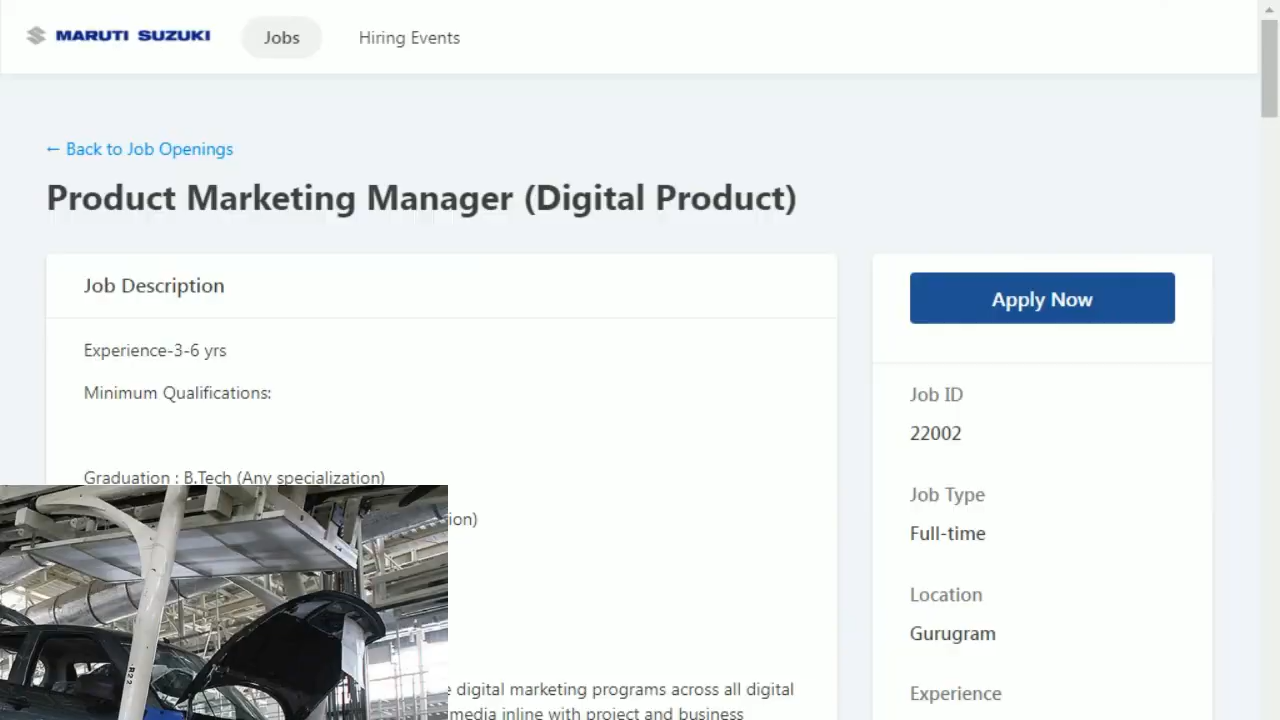 MARUTI SUZUKI Jobs Hiring Events
← Back to Job Openings
Product Marketing Manager (Digital Product)
Job Description
Apply Now
Experience-3-6 yrs
Minimum Qualifications:
Graduation : B.Tech (Any specialization)
ion)
digital marketing programs across all digital
media inline with project and business
Job ID
22002
Job Type
Full-time
Location
Gurugram
Experience
R22